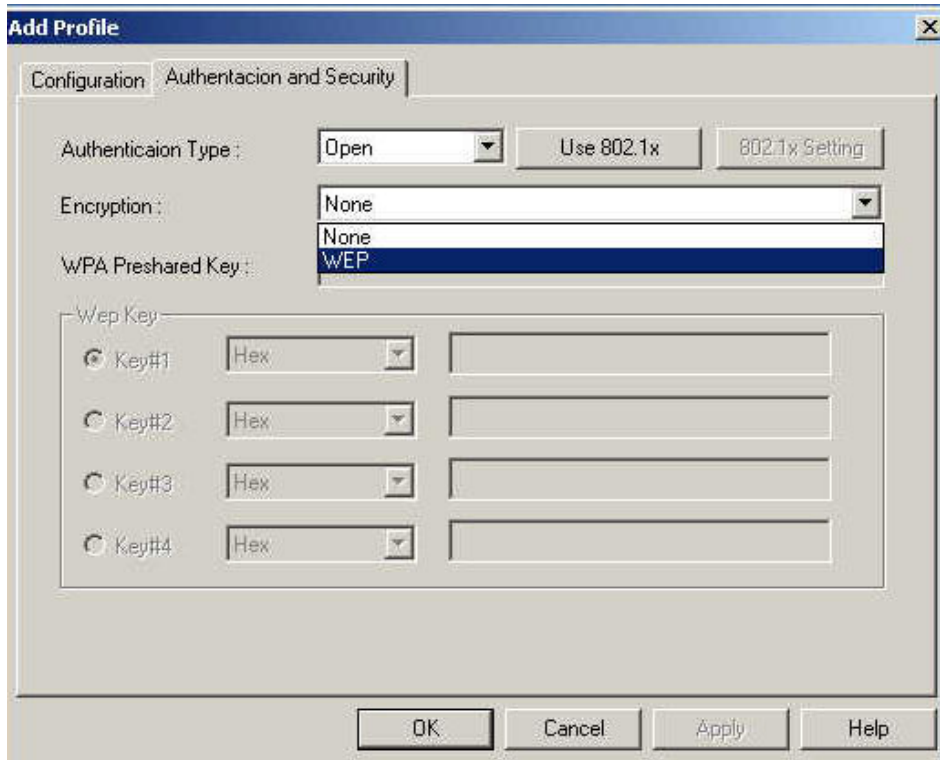 Add Profile
Configuration
Authentacion and Security
Authenticaion Type :
Open
Use 802.1x
802.1x Setting
Encryption :
None
None
WEP
WPA Preshared Key :
Wep Key
Key#1
Hex
Key#2
Hex
Key#3
Hex
Key#4
Hex
OK
Cancel
Apply
Help